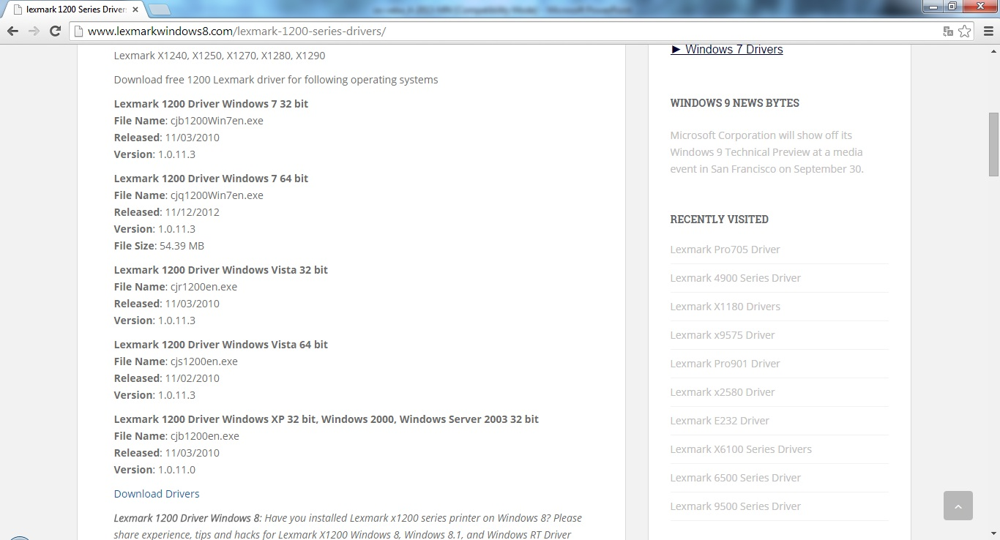 lexmark 1200 Series Driver
www.lexmarkwindows8.com/lexmark-1200-series-drivers/
Lexmark X1240, X1250, X1270, X1280, X1290
Download free 1200 Lexmark driver for following operating systems
Lexmark 1200 Driver Windows 7 32 bit
File Name: cjb1200Win7en.exe
Released: 11/03/2010
Version: 1.0.11.3
Lexmark 1200 Driver Windows 7 64 bit
File Name: cjq1200Win7en.exe
Released: 11/12/2012
Version: 1.0.11.3
File Size: 54.39 MB
Lexmark 1200 Driver Windows Vista 32 bit
File Name: cjr1200en.exe
Released: 11/03/2010
Version: 1.0.11.3
Lexmark 1200 Driver Windows Vista 64 bit
File Name: cjs1200en.exe
Released: 11/02/2010
Version: 1.0.11.3
Lexmark 1200 Driver Windows XP 32 bit, Windows 2000, Windows Server 2003 32 bit
File Name: cjb1200en.exe
Released: 11/03/2010
Version: 1.0.11.0
Download Drivers
Lexmark 1200 Driver Windows 8: Have you installed Lexmark x1200 series printer on Windows 8? Please
share experience, tips and hacks for Lexmark X1200 Windows 8, Windows 8.1, and Windows RT Driver
► Windows 7 Drivers
WINDOWS 9 NEWS BYTES
Microsoft Corporation will show off its
Windows 9 Technical Preview at a media
event in San Francisco on September 30.
RECENTLY VISITED
Lexmark Pro705 Driver
Lexmark 4900 Series Driver
Lexmark X1180 Drivers
Lexmark x9575 Driver
Lexmark Pro901 Driver
Lexmark x2580 Driver
Lexmark E232 Driver
Lexmark X6100 Series Drivers
Lexmark 6500 Series Driver
Lexmark 9500 Series Driver